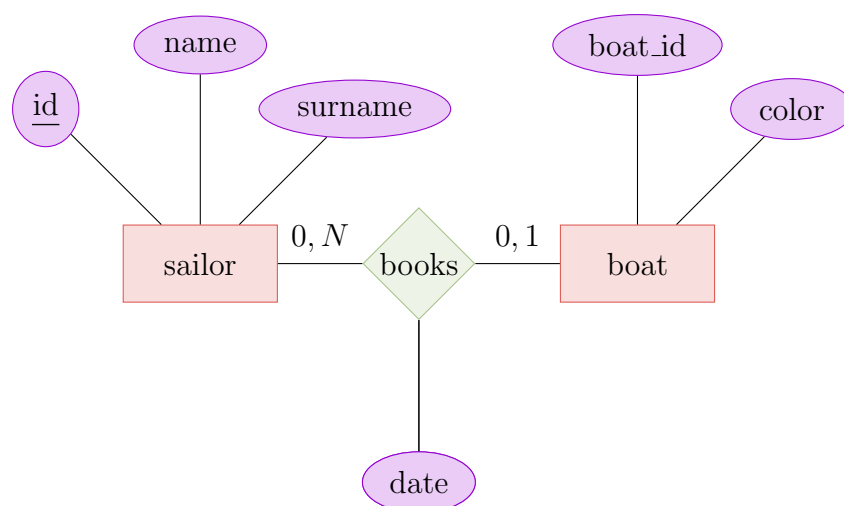 name
boat_id
id
surname
color
0, N
0, 1
sailor
books
boat
date